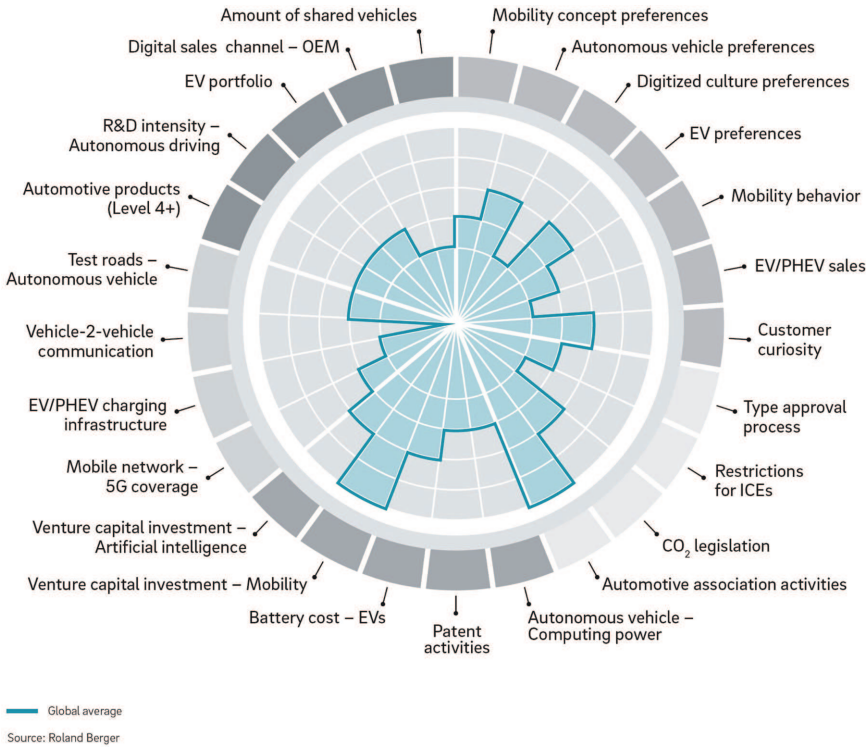 Amount of shared vehicles
Mobility concept preferences
Digital sales channel – OEM
Autonomous vehicle preferences
EV portfolio
Digitized culture preferences
R&D intensity –
Autonomous driving
EV preferences
Automotive products
(Level 4+)
Mobility behavior
Test roads –
Autonomous vehicle
EV/PHEV sales
Vehicle-2-vehicle
communication
Customer
curiosity
EV/PHEV charging
infrastructure
Type approval
process
Mobile network –
5G coverage
Restrictions
for ICEs
Venture capital investment –
Artificial intelligence
CO₂ legislation
Venture capital investment – Mobility
Automotive association activities
Battery cost – EVs
Patent
activities
Autonomous vehicle –
Computing power
Global average
Source: Roland Berger